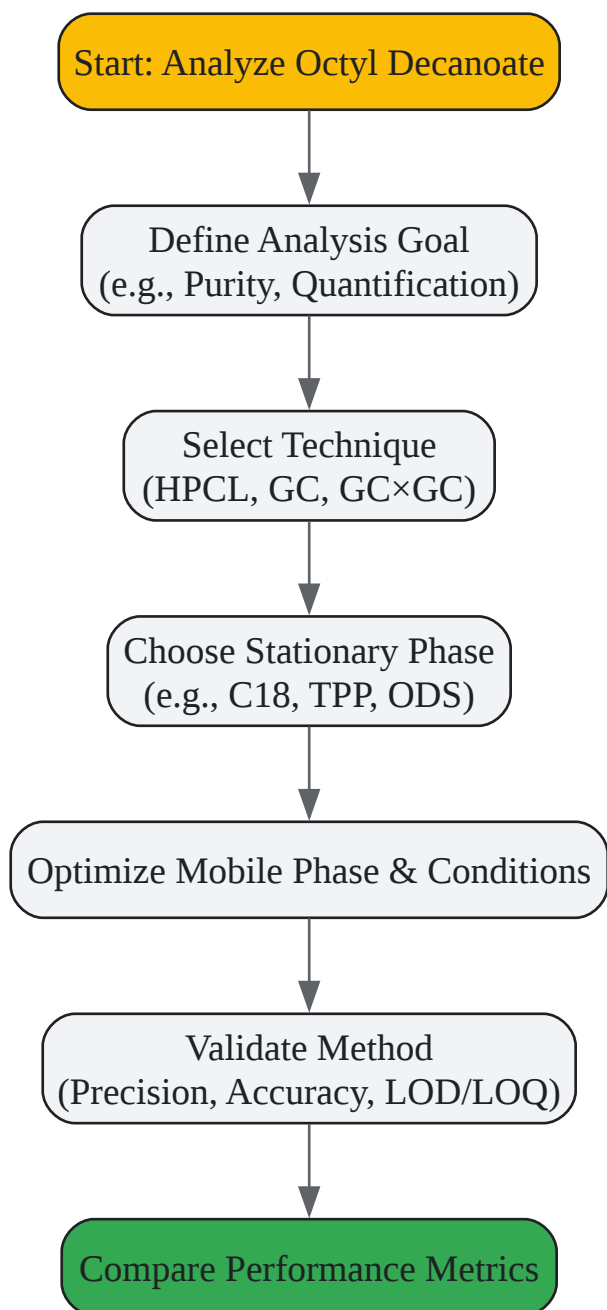 Start: Analyze Octyl Decanoate
Define Analysis Goal
(e.g., Purity, Quantification)
Select Technique
(HPCL, GC, GC×GC)
Choose Stationary Phase
(e.g., C18, TPP, ODS)
Optimize Mobile Phase & Conditions
Validate Method
(Precision, Accuracy, LOD/LOQ)
Compare Performance Metrics